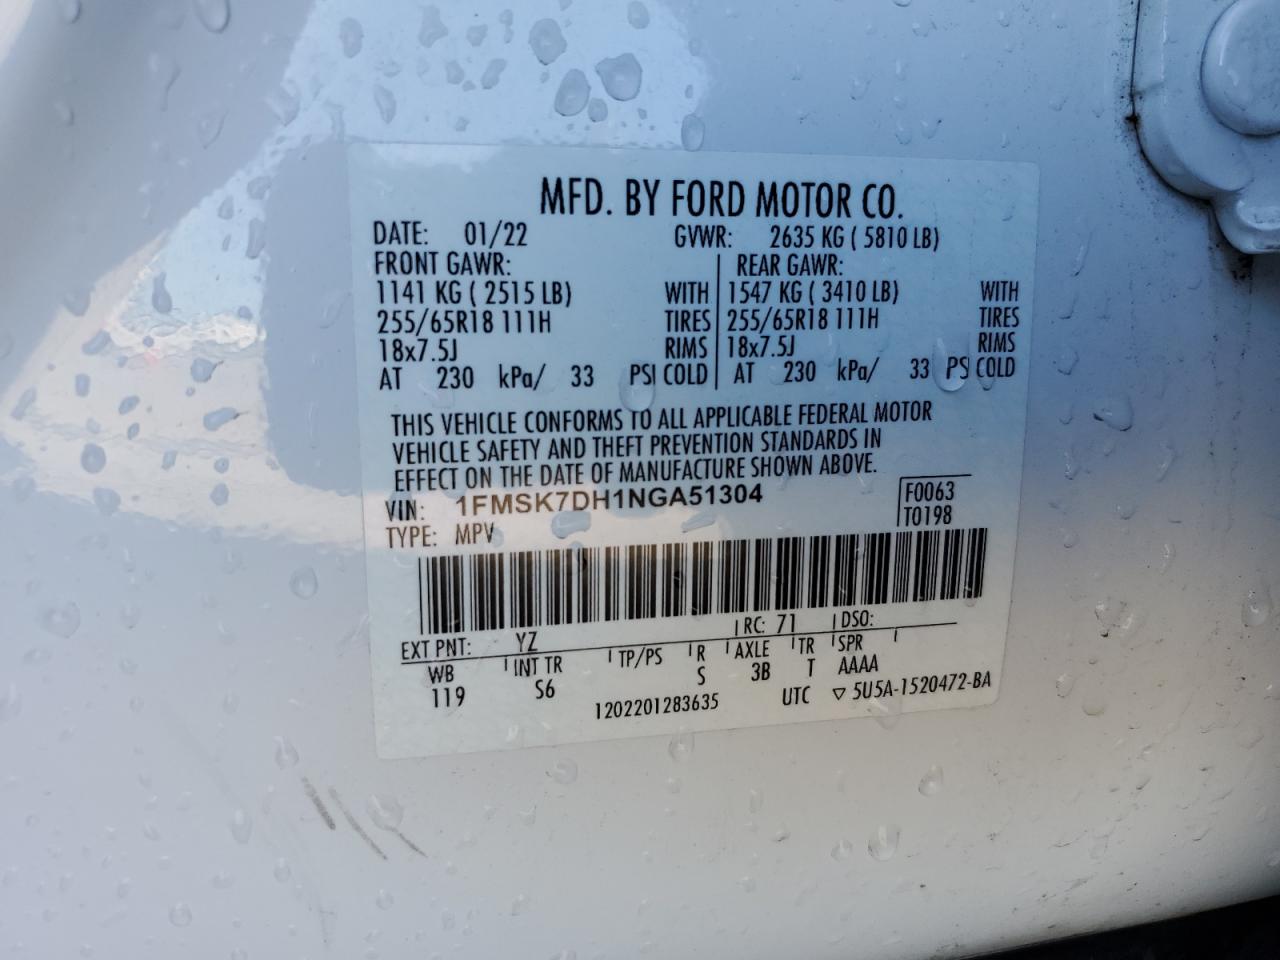 MFD. BY FORD MOTOR CO.
DATE: 01/22 GVWR: 2635 KG ( 5810 LB)
FRONT GAWR: REAR GAWR:
1141 KG ( 2515 LB) WITH 1547 KG ( 3410 LB) WITH
255/65R18 111H TIRES 255/65R18 111H TIRES
18x7.5J RIMS 18x7.5J RIMS
AT 230 kPa/ 33 PSI COLD AT 230 kPa/ 33 PSI COLD
THIS VEHICLE CONFORMS TO ALL APPLICABLE FEDERAL MOTOR
VEHICLE SAFETY AND THEFT PREVENTION STANDARDS IN
EFFECT ON THE DATE OF MANUFACTURE SHOWN ABOVE.
VIN: 1FMSK7DH1NGA51304 F0063
TYPE: MPV T0198
EXT PNT: YZ RC: 71 DSO:
WB INT TR TP/PS R AXLE TR SPR
119 S6 S 3B T AAAA
1202201283635 UTC ▽ 5U5A-1520472-BA